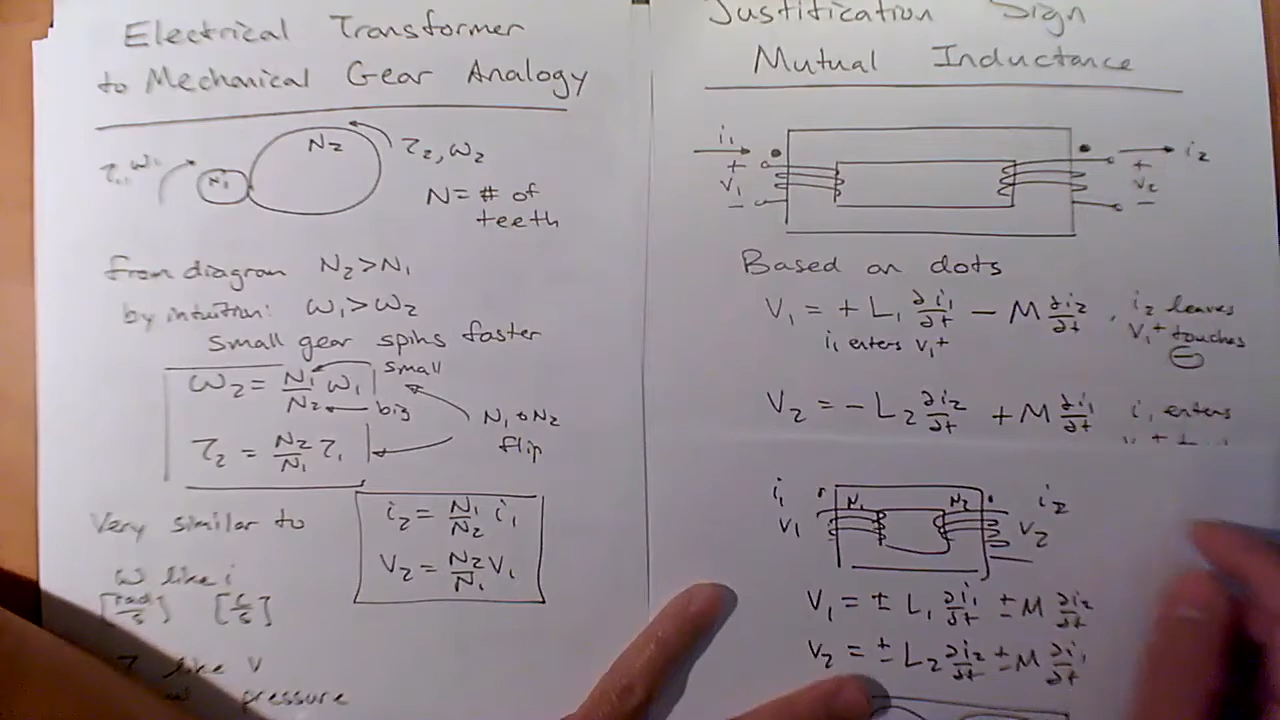 Electrical Transformer
to Mechanical Gear Analogy
τ₁, ω₁
N₁
N₂
τ₂, ω₂
N = # of
teeth
from diagram N₂ > N₁
by intuition: ω₁ > ω₂
small gear spins faster
ω₂ = N₁/N₂ ω₁
small
big
τ₂ = N₂/N₁ τ₁
N₁ & N₂
flip
Very similar to
ω like i
[rad/s] [C/s]
i₂ = N₁/N₂ i₁
V₂ = N₂/N₁ V₁
τ like V
pressure
Justification Sign
Mutual Inductance
i₁
+
V₁
−
i₂
+
V₂
−
Based on dots
V₁ = + L₁ ∂i₁/∂t − M ∂i₂/∂t , i₂ leaves
i₁ enters V₁+
V₁+ touches
⊖
V₂ = − L₂ ∂i₂/∂t + M ∂i₁/∂t i₁ enters
i₁
V₁
N₁
N₂
i₂
V₂
V₁ = ± L₁ ∂i₁/∂t ± M ∂i₂/∂t
V₂ = ± L₂ ∂i₂/∂t ± M ∂i₁/∂t